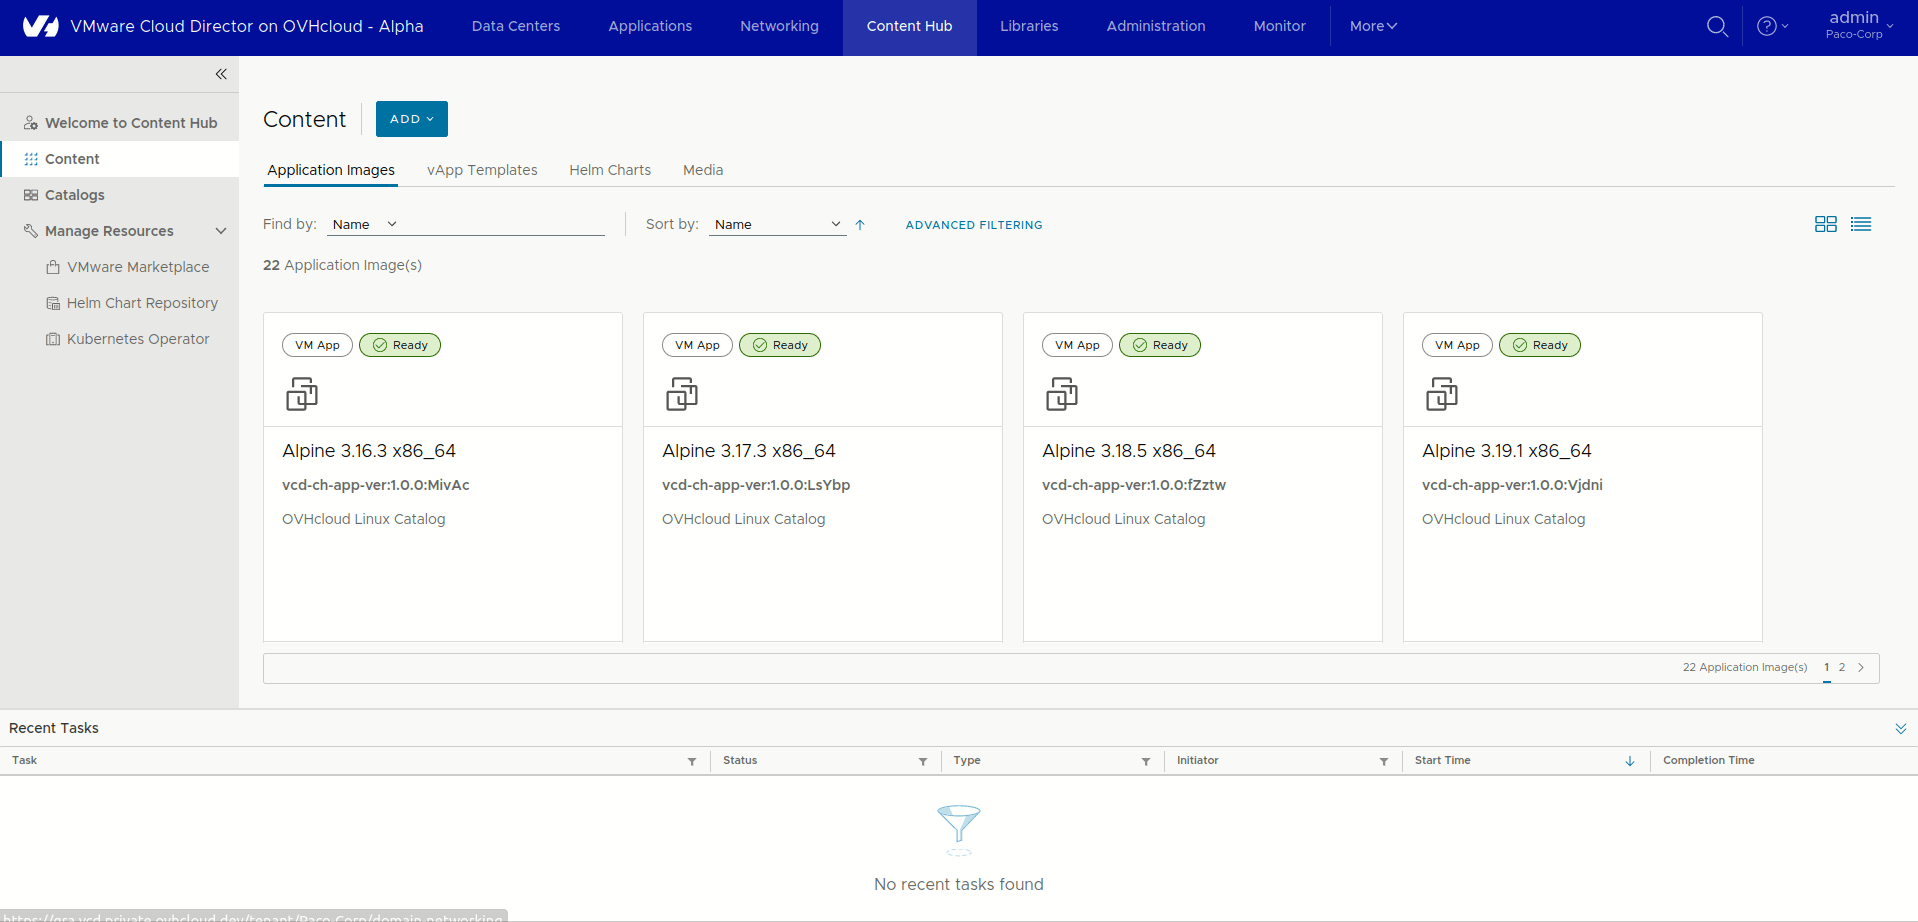 VMware Cloud Director on OVHcloud - Alpha
Data Centers
Applications
Networking
Content Hub
Libraries
Administration
Monitor
More
admin
Paco-Corp
Welcome to Content Hub
Content
Catalogs
Manage Resources
VMware Marketplace
Helm Chart Repository
Kubernetes Operator
Content
ADD
Application Images
vApp Templates
Helm Charts
Media
Find by: Name
Sort by: Name
ADVANCED FILTERING
22 Application Image(s)
VM App
Ready
Alpine 3.16.3 x86_64
vcd-ch-app-ver:1.0.0:MivAc
OVHcloud Linux Catalog
VM App
Ready
Alpine 3.17.3 x86_64
vcd-ch-app-ver:1.0.0:LsYbp
OVHcloud Linux Catalog
VM App
Ready
Alpine 3.18.5 x86_64
vcd-ch-app-ver:1.0.0:fZztw
OVHcloud Linux Catalog
VM App
Ready
Alpine 3.19.1 x86_64
vcd-ch-app-ver:1.0.0:Vjdni
OVHcloud Linux Catalog
22 Application Image(s) 1 2
Recent Tasks
Task
Status
Type
Initiator
Start Time
Completion Time
No recent tasks found
https://gra.vcd.private.ovhcloud.dev/tenant/Paco-Corp/domain-networking